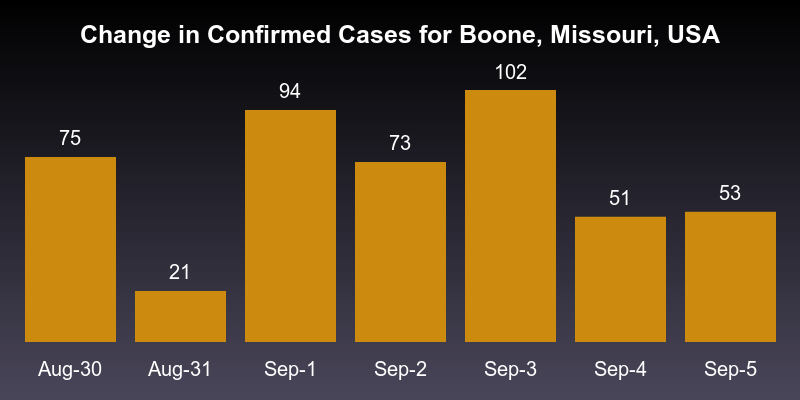 Change in Confirmed Cases for Boone, Missouri, USA
75
21
94
73
102
51
53
Aug-30
Aug-31
Sep-1
Sep-2
Sep-3
Sep-4
Sep-5